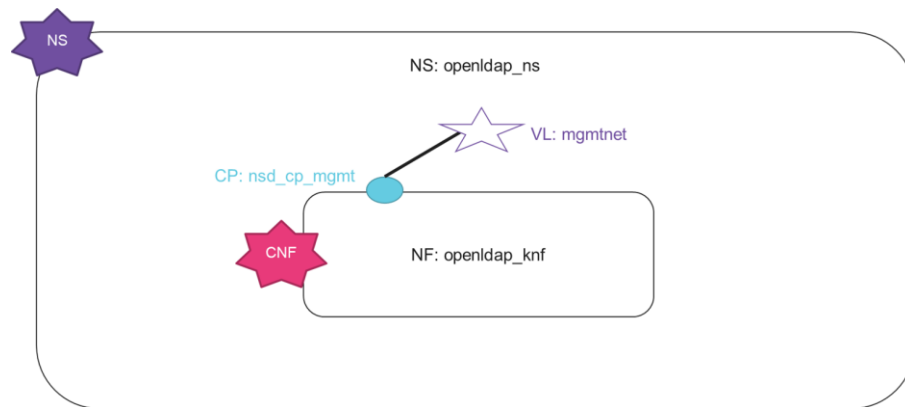 NS
NS: openldap_ns
VL: mgmtnet
CP: nsd_cp_mgmt
CNF
NF: openldap_knf